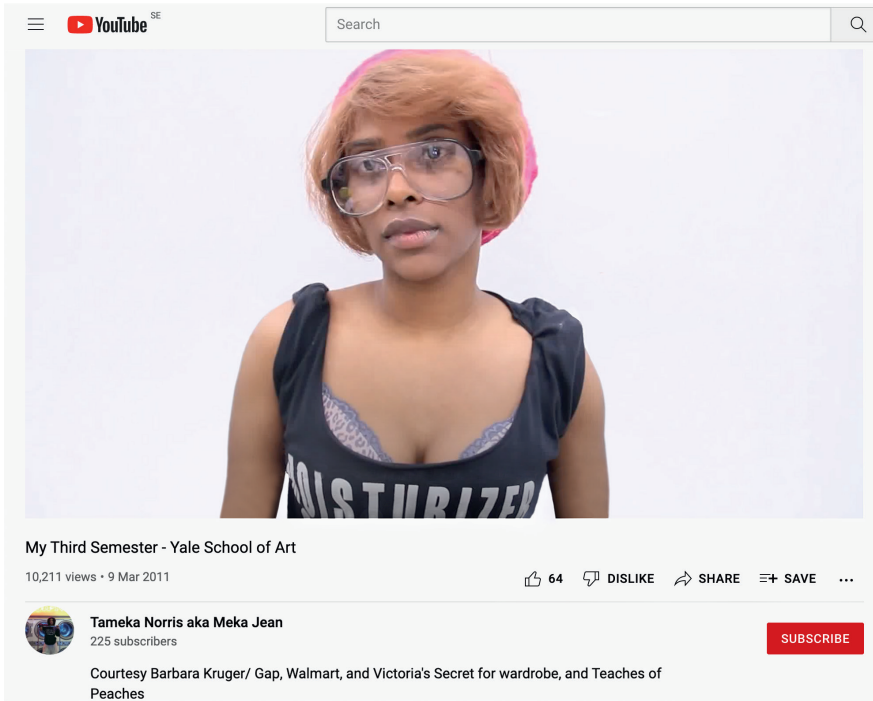 YouTube SE
Search
MOISTURIZER
My Third Semester - Yale School of Art
10,211 views • 9 Mar 2011
64 DISLIKE SHARE SAVE
Tameka Norris aka Meka Jean
225 subscribers
SUBSCRIBE
Courtesy Barbara Kruger/ Gap, Walmart, and Victoria's Secret for wardrobe, and Teaches of
Peaches